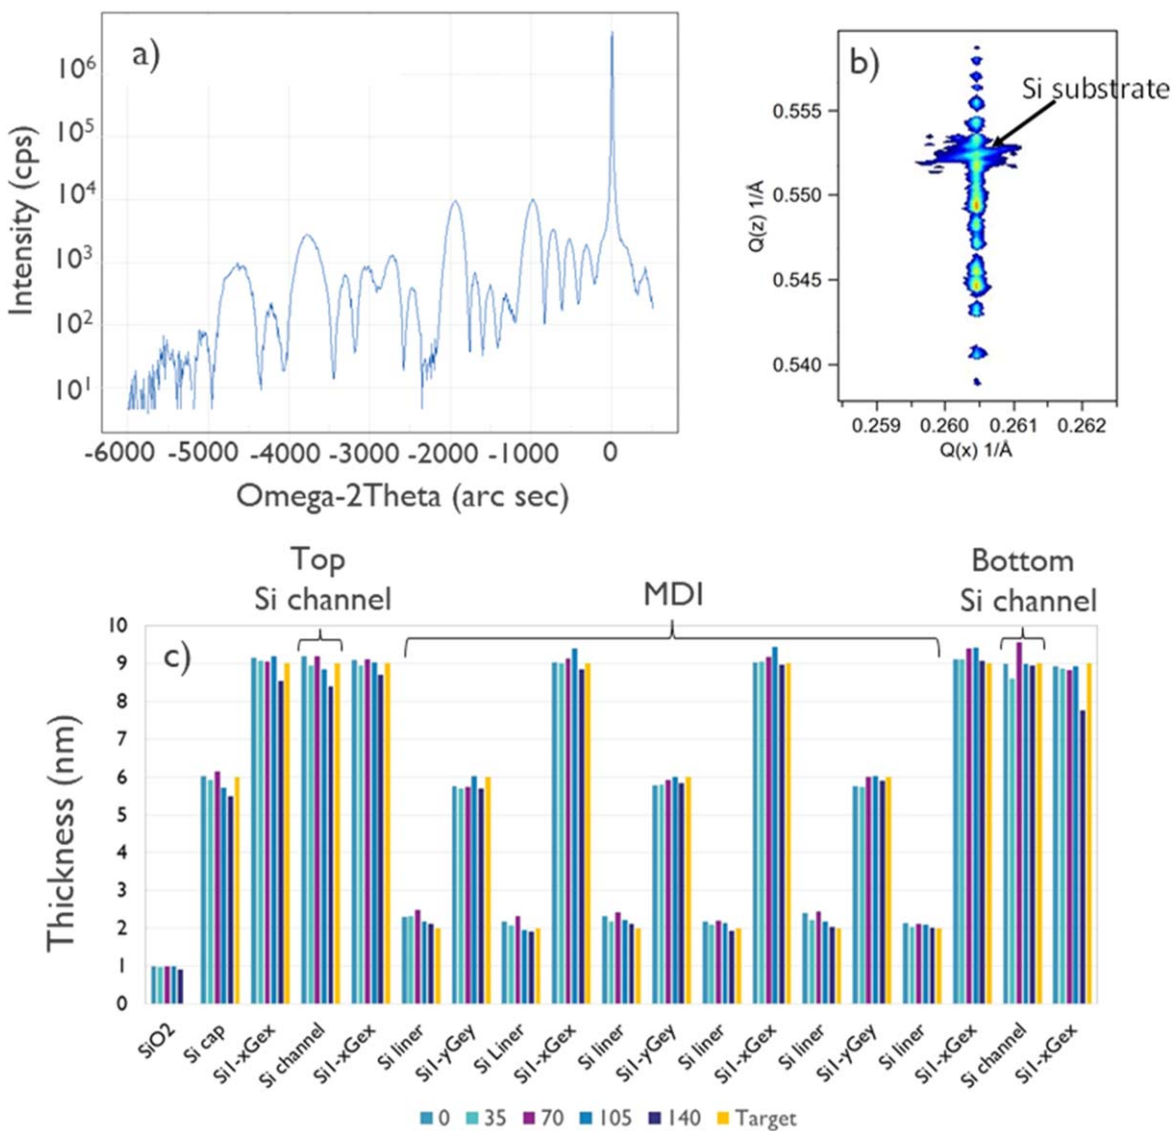 a)
10^6
10^5
10^4
10^3
10^2
10^1
Intensity (cps)
-6000 -5000 -4000 -3000 -2000 -1000 0
Omega-2Theta (arc sec)
b)
Si substrate
0.555
0.550
0.545
0.540
Q(z) 1/Å
0.259 0.260 0.261 0.262
Q(x) 1/Å
Top
Si channel
MDI
Bottom
Si channel
c)
10
9
8
7
6
5
4
3
2
1
0
Thickness (nm)
SiO2
Si cap
Si1-xGex
Si channel
Si1-xGex
Si liner
Si1-yGey
Si Liner
Si1-xGex
Si liner
Si1-yGey
Si liner
Si1-xGex
Si liner
Si1-yGey
Si liner
Si1-xGex
Si channel
Si1-xGex
0 35 70 105 140 Target